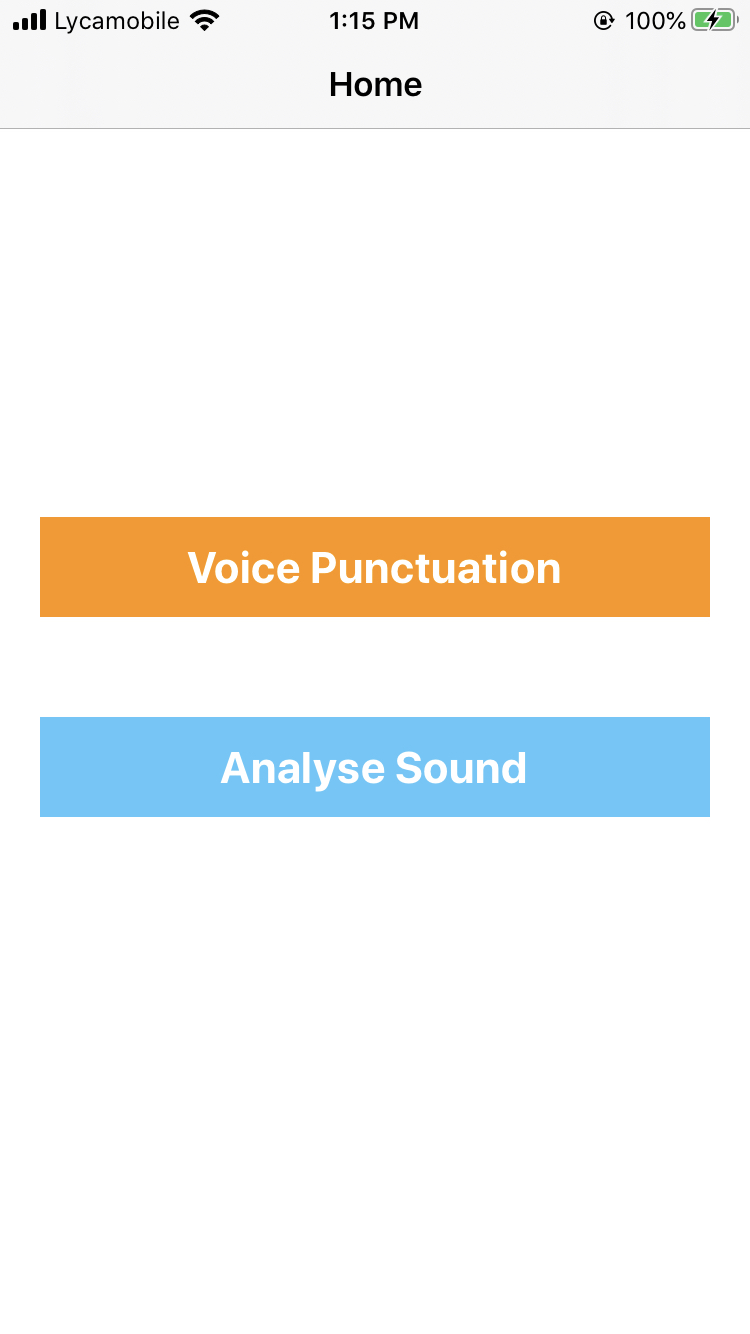 Lycamobile 1:15 PM 100%
Home
Voice Punctuation
Analyse Sound